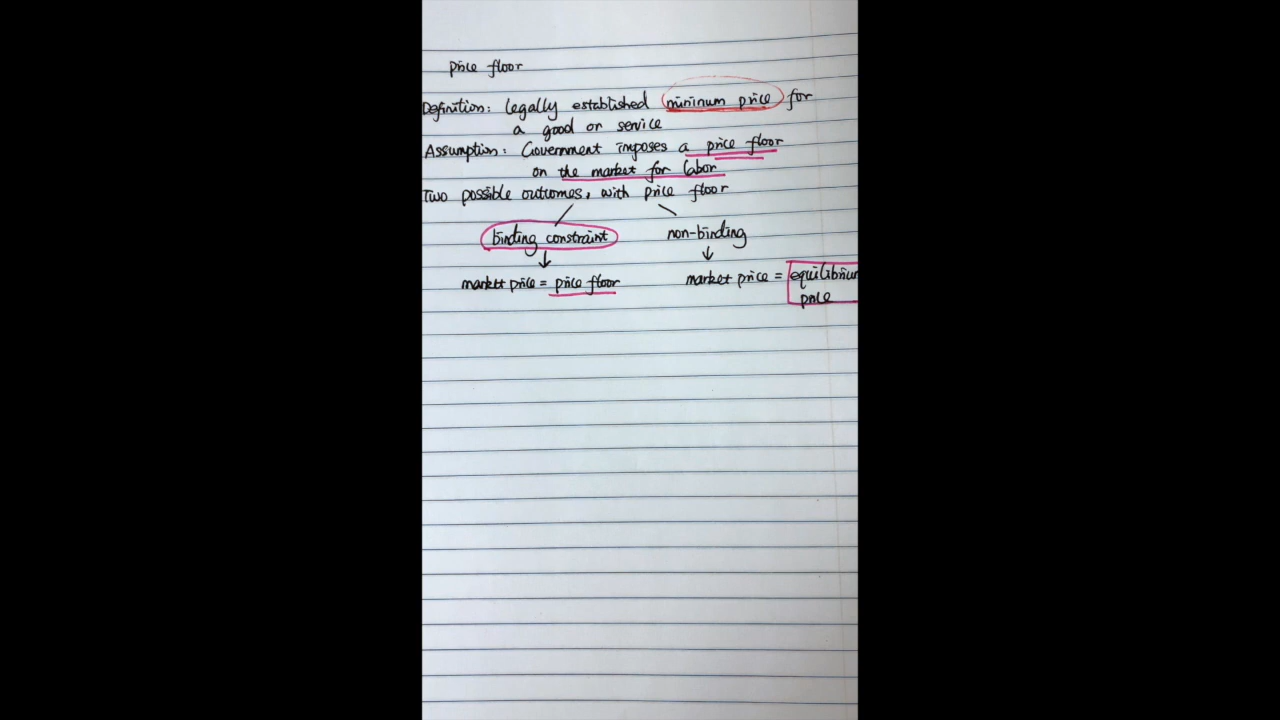 price floor
Definition: legally established mininum price for
a good or service
Assumption: Government imposes a price floor
on the market for labor
Two possible outcomes, with price floor
binding constraint non-binding
market price = price floor market price = equilibrium
price